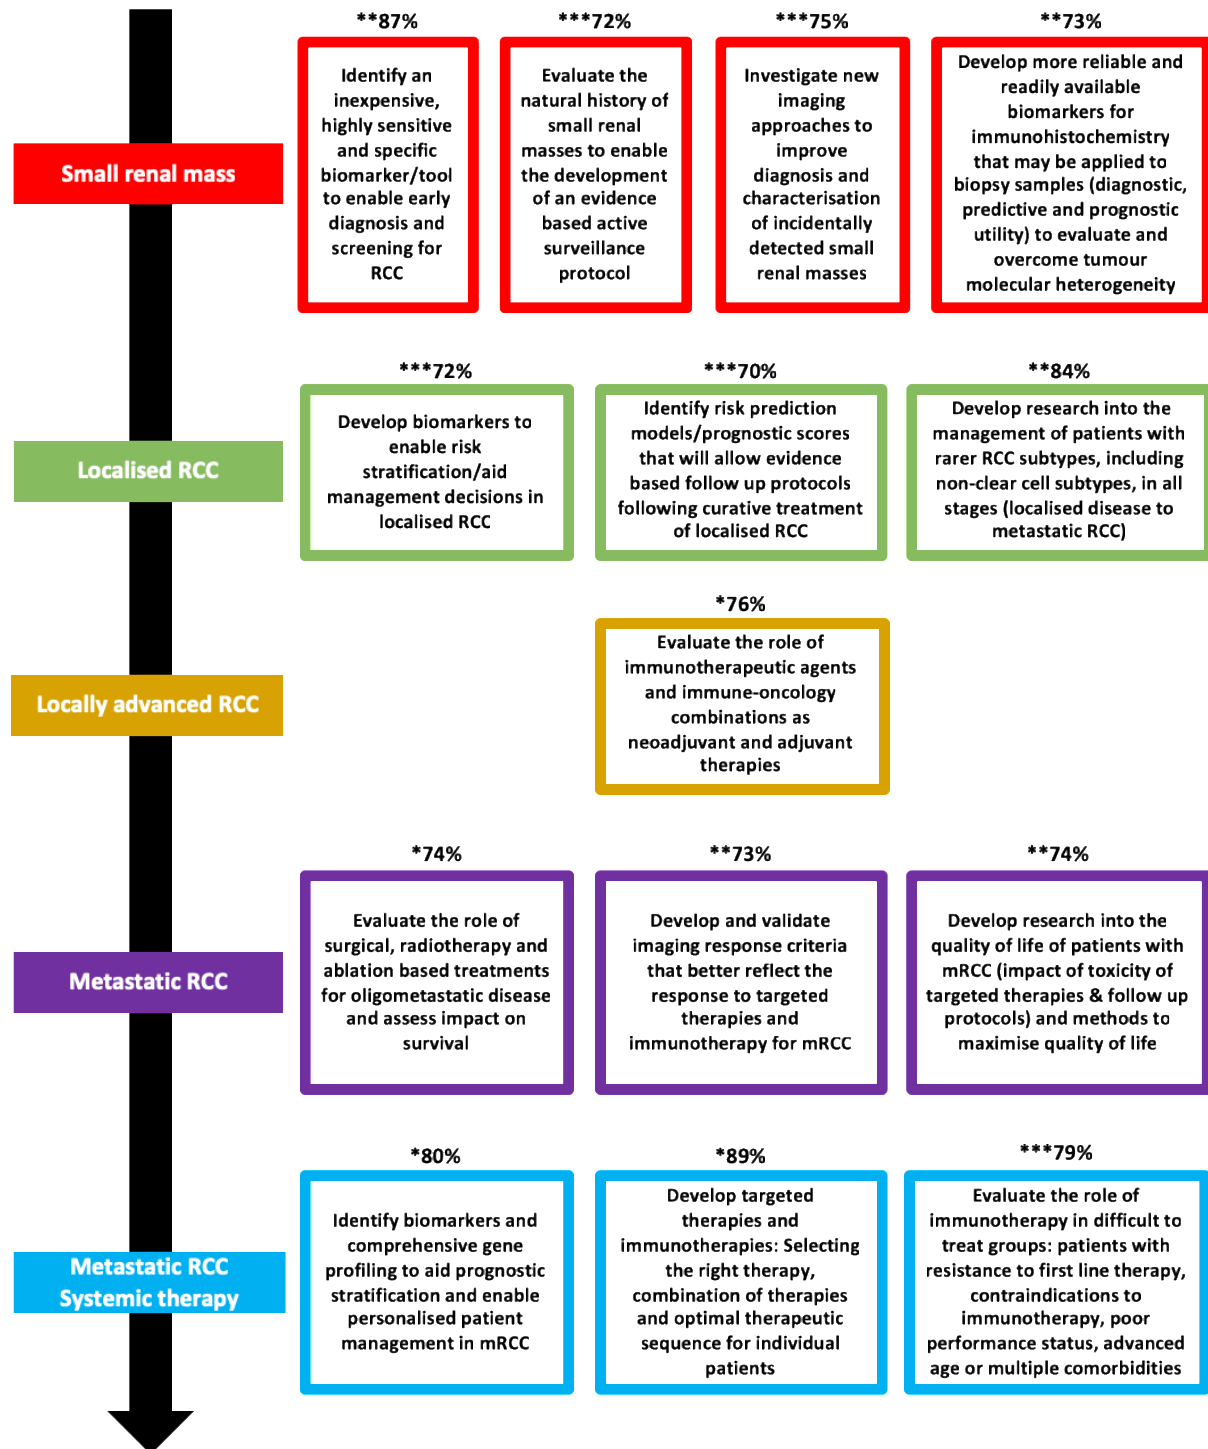 **87%
Identify an
inexpensive,
highly sensitive
and specific
biomarker/tool
to enable early
diagnosis and
screening for
RCC
***72%
Evaluate the
natural history of
small renal
masses to enable
the development
of an evidence
based active
surveillance
protocol
***75%
Investigate new
imaging
approaches to
improve
diagnosis and
characterisation
of incidentally
detected small
renal masses
**73%
Develop more reliable and
readily available
biomarkers for
immunohistochemistry
that may be applied to
biopsy samples (diagnostic,
predictive and prognostic
utility) to evaluate and
overcome tumour
molecular heterogeneity
Small renal mass
***72%
Develop biomarkers to
enable risk
stratification/aid
management decisions in
localised RCC
***70%
Identify risk prediction
models/prognostic scores
that will allow evidence
based follow up protocols
following curative treatment
of localised RCC
**84%
Develop research into the
management of patients with
rarer RCC subtypes, including
non-clear cell subtypes, in all
stages (localised disease to
metastatic RCC)
Localised RCC
*76%
Evaluate the role of
immunotherapeutic agents
and immune-oncology
combinations as
neoadjuvant and adjuvant
therapies
Locally advanced RCC
*74%
Evaluate the role of
surgical, radiotherapy and
ablation based treatments
for oligometastatic disease
and assess impact on
survival
**73%
Develop and validate
imaging response criteria
that better reflect the
response to targeted
therapies and
immunotherapy for mRCC
**74%
Develop research into the
quality of life of patients with
mRCC (impact of toxicity of
targeted therapies & follow up
protocols) and methods to
maximise quality of life
Metastatic RCC
*80%
Identify biomarkers and
comprehensive gene
profiling to aid prognostic
stratification and enable
personalised patient
management in mRCC
*89%
Develop targeted
therapies and
immunotherapies: Selecting
the right therapy,
combination of therapies
and optimal therapeutic
sequence for individual
patients
***79%
Evaluate the role of
immunotherapy in difficult to
treat groups: patients with
resistance to first line therapy,
contraindications to
immunotherapy, poor
performance status, advanced
age or multiple comorbidities
Metastatic RCC
Systemic therapy